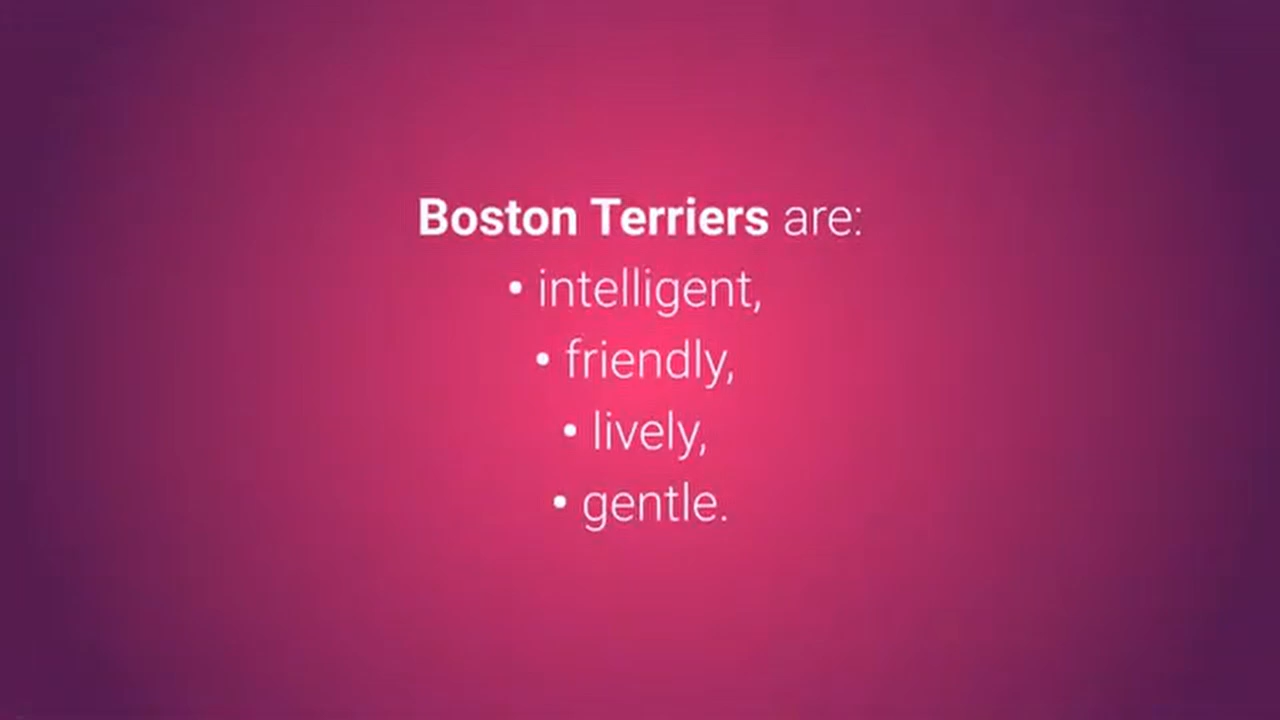 Boston Terriers are:
• intelligent,
• friendly,
• lively,
• gentle.